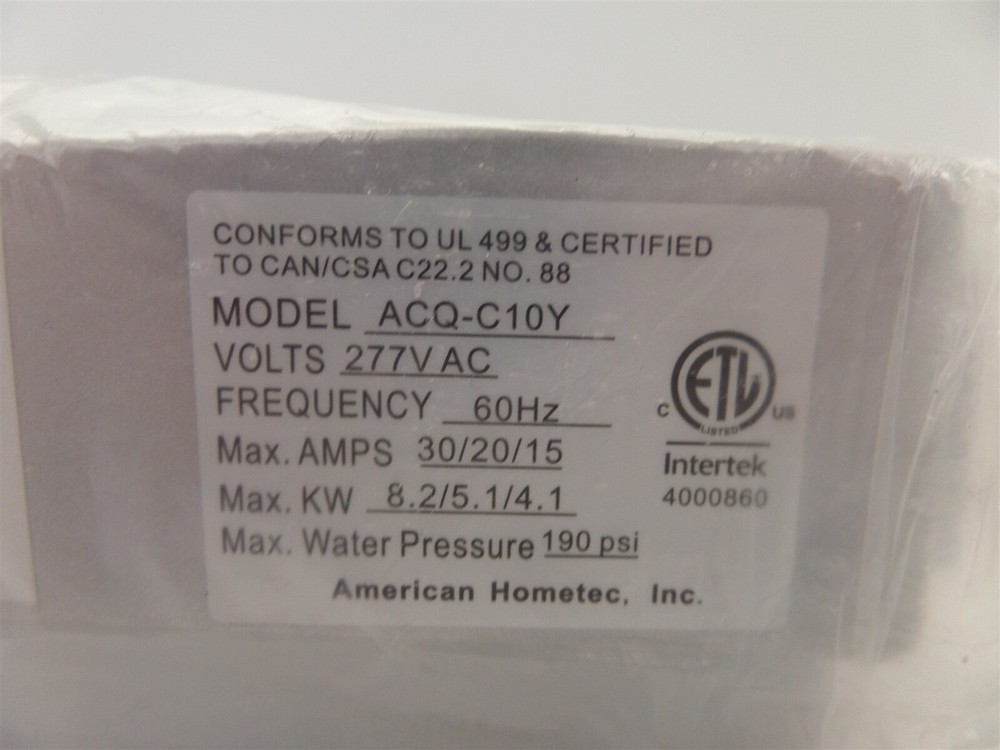 CONFORMS TO UL 499 & CERTIFIED
TO CAN/CSA C22.2 NO. 88
MODEL ACQ-C10Y
VOLTS 277V AC
FREQUENCY 60Hz
Max. AMPS 30/20/15
Max. KW 8.2/5.1/4.1
Max. Water Pressure 190 psi
American Hometec, Inc.
C ETL US
LISTED
Intertek
4000860